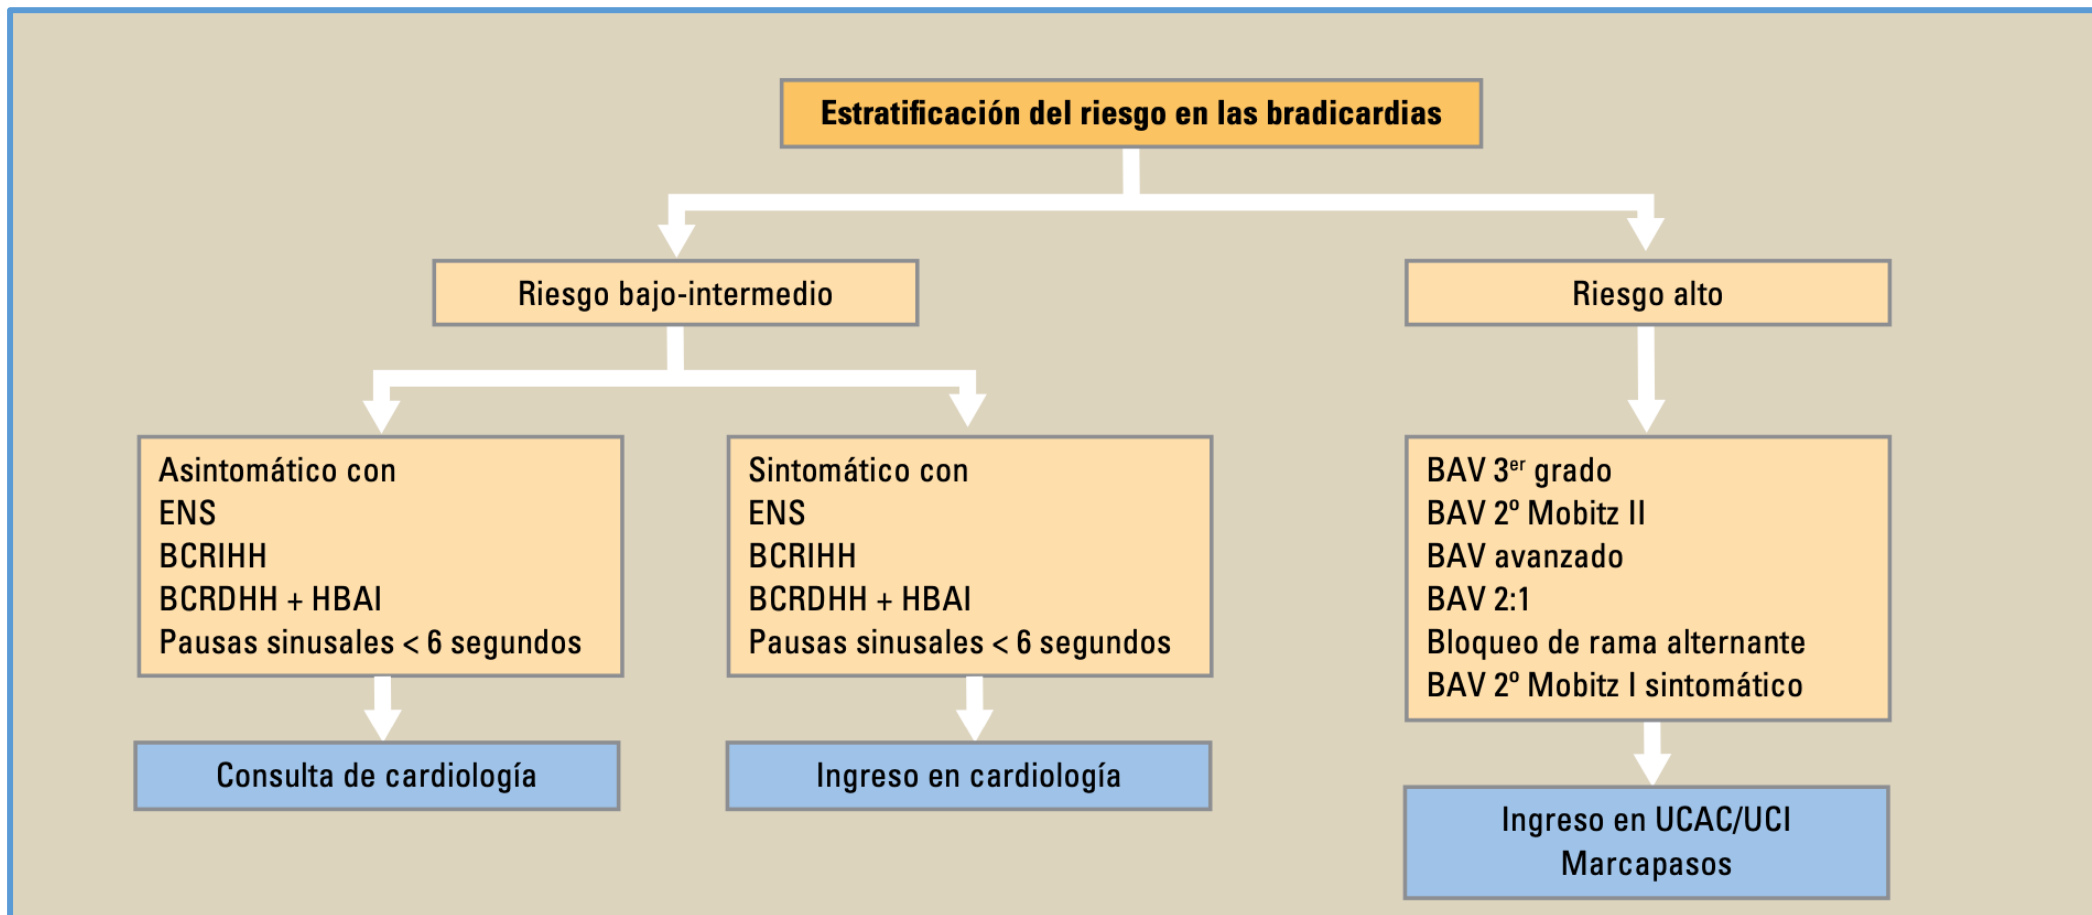 Estratificación del riesgo en las bradicardias
Riesgo bajo-intermedio
Riesgo alto
Asintomático con
ENS
BCRIHH
BCRDHH + HBAI
Pausas sinusales < 6 segundos
Sintomático con
ENS
BCRIHH
BCRDHH + HBAI
Pausas sinusales < 6 segundos
BAV 3er grado
BAV 2º Mobitz II
BAV avanzado
BAV 2:1
Bloqueo de rama alternante
BAV 2º Mobitz I sintomático
Consulta de cardiología
Ingreso en cardiología
Ingreso en UCAC/UCI
Marcapasos